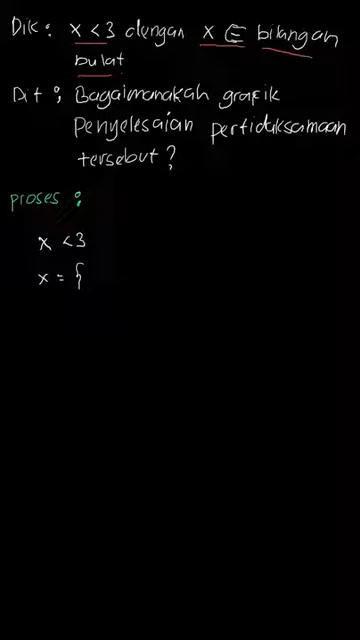 Dik : x < 3 dengan x ∈ bilangan
bulat
Dit : Bagaimanakah grafik
Penyelesaian pertidaksamaan
tersebut ?
proses :
x < 3
x = {